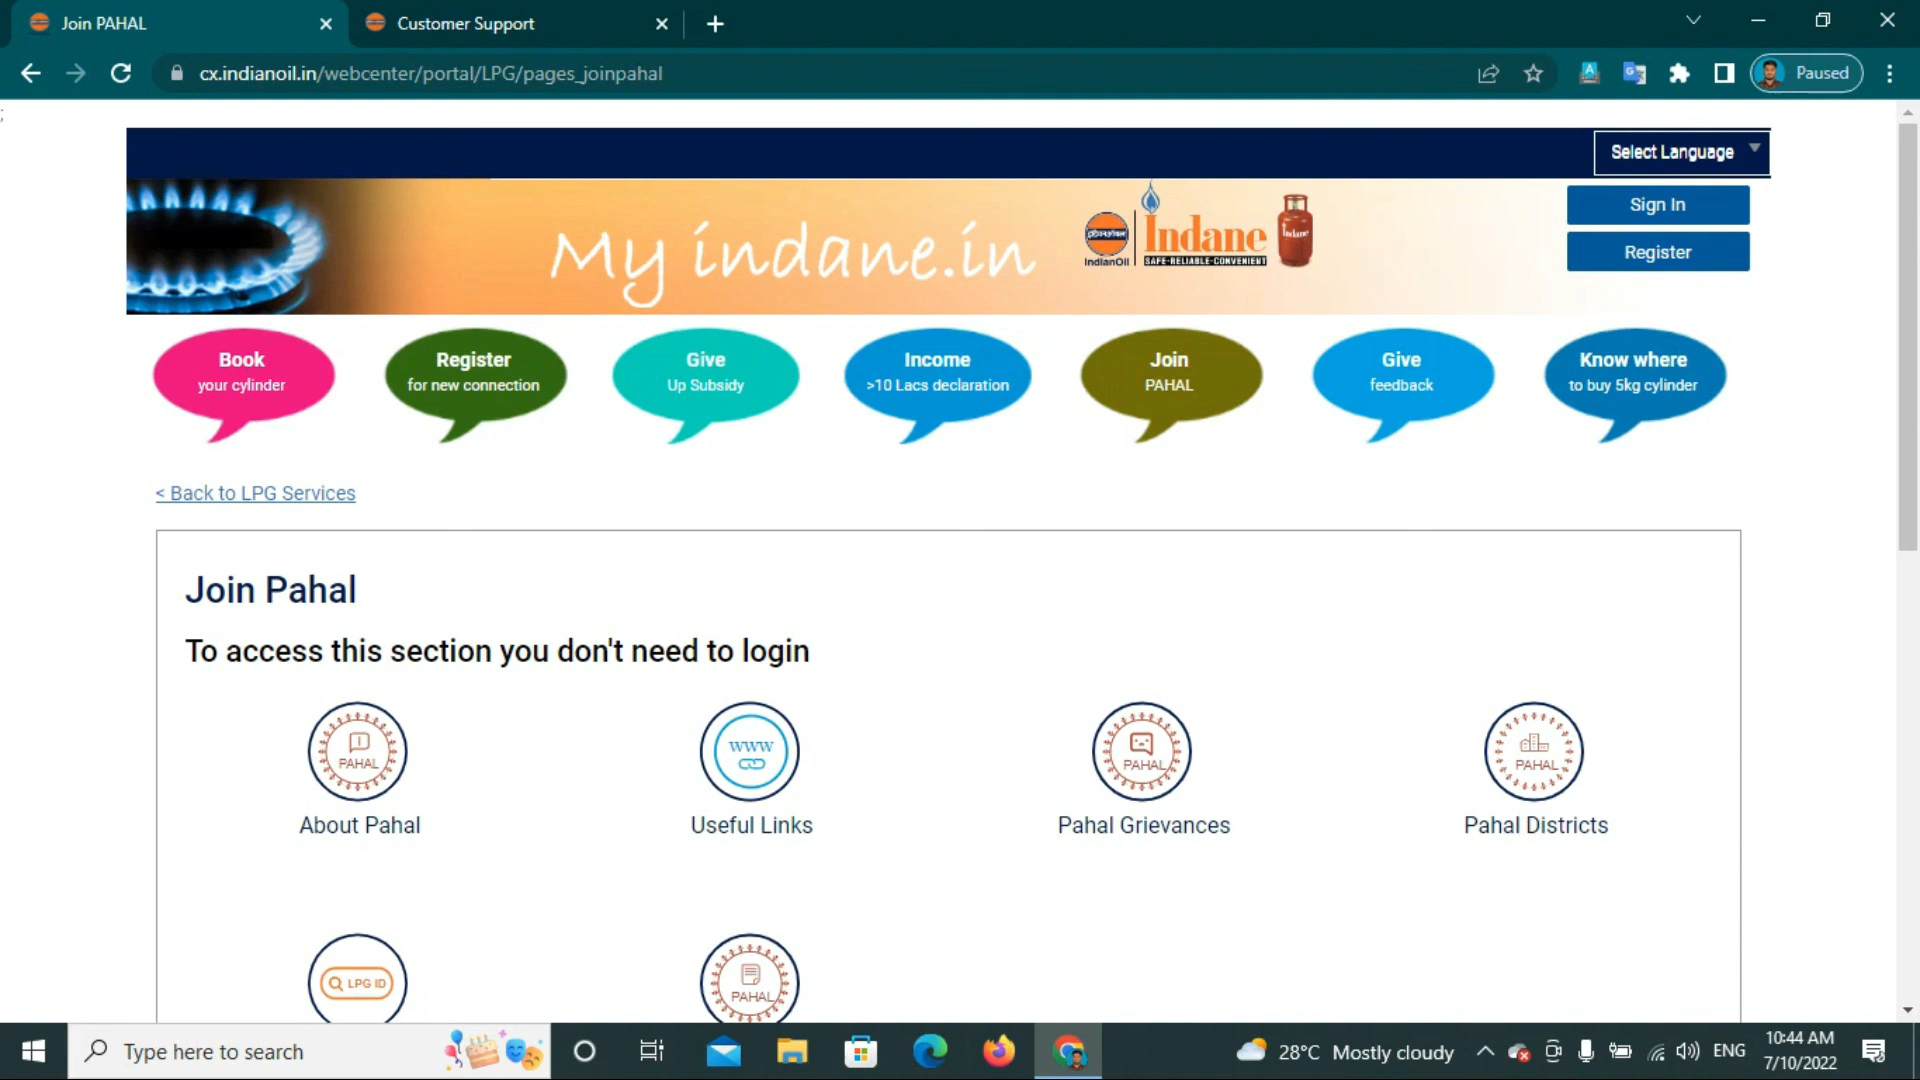 Join PAHAL
Customer Support
cx.indianoil.in/webcenter/portal/LPG/pages_joinpahal
Paused
;
Select Language
My indane.in
IndianOil
Indane
SAFE-RELIABLE-CONVENIENT
Indane
Sign In
Register
Book
your cylinder
Register
for new connection
Give
Up Subsidy
Income
>10 Lacs declaration
Join
PAHAL
Give
feedback
Know where
to buy 5kg cylinder
< Back to LPG Services
Join Pahal
To access this section you don't need to login
PAHAL
www
PAHAL
PAHAL
About Pahal
Useful Links
Pahal Grievances
Pahal Districts
LPG ID
PAHAL
Type here to search
28°C Mostly cloudy
ENG
10:44 AM
7/10/2022